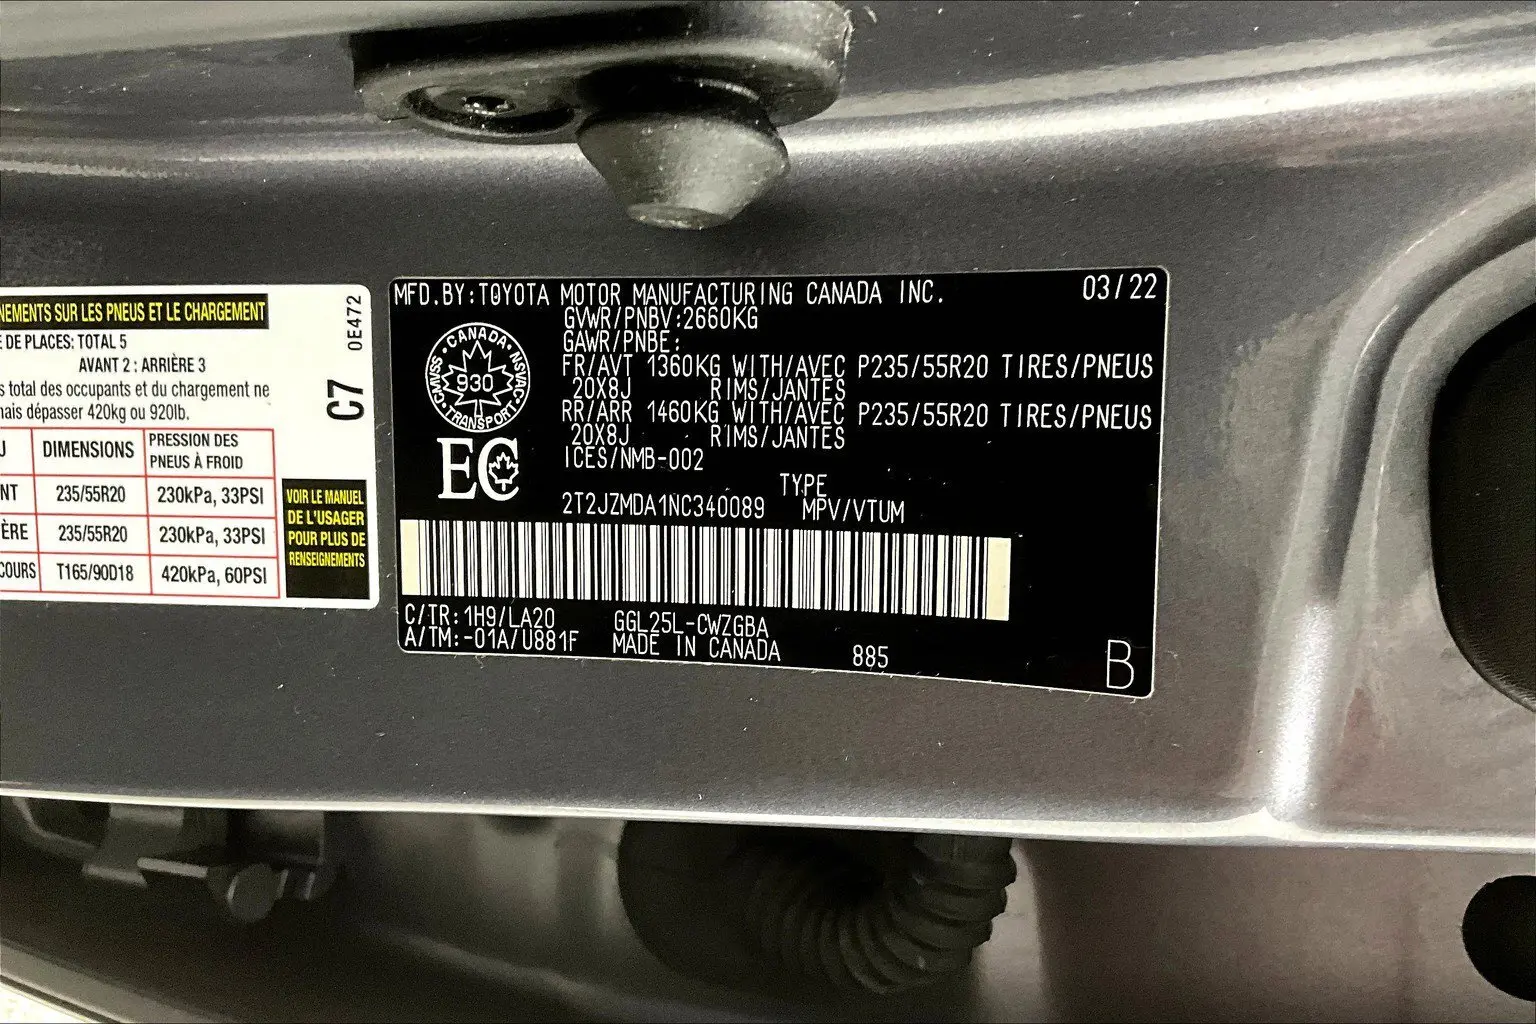 NEMENTS SUR LES PNEUS ET LE CHARGEMENT
E DE PLACES: TOTAL 5
AVANT 2 : ARRIÈRE 3
s total des occupants et du chargement ne
mais dépasser 420kg ou 920lb.
U DIMENSIONS PRESSION DES PNEUS À FROID
NT 235/55R20 230kPa, 33PSI
ÈRE 235/55R20 230kPa, 33PSI
COURS T165/90D18 420kPa, 60PSI
0E472
C7
VOIR LE MANUEL
DE L'USAGER
POUR PLUS DE
RENSEIGNEMENTS
MFD.BY:TOYOTA MOTOR MANUFACTURING CANADA INC. 03/22
GVWR/PNBV:2660KG
GAWR/PNBE:
FR/AVT 1360KG WITH/AVEC P235/55R20 TIRES/PNEUS
20X8J RIMS/JANTES
RR/ARR 1460KG WITH/AVEC P235/55R20 TIRES/PNEUS
20X8J RIMS/JANTES
ICES/NMB-002
CANADA
CMVSS
NSVAC
930
TRANSPORT
EC
TYPE
2T2JZMDA1NC340089 MPV/VTUM
C/TR:1H9/LA20 GGL25L-CWZGBA
A/TM:-01A/U881F MADE IN CANADA 885
B